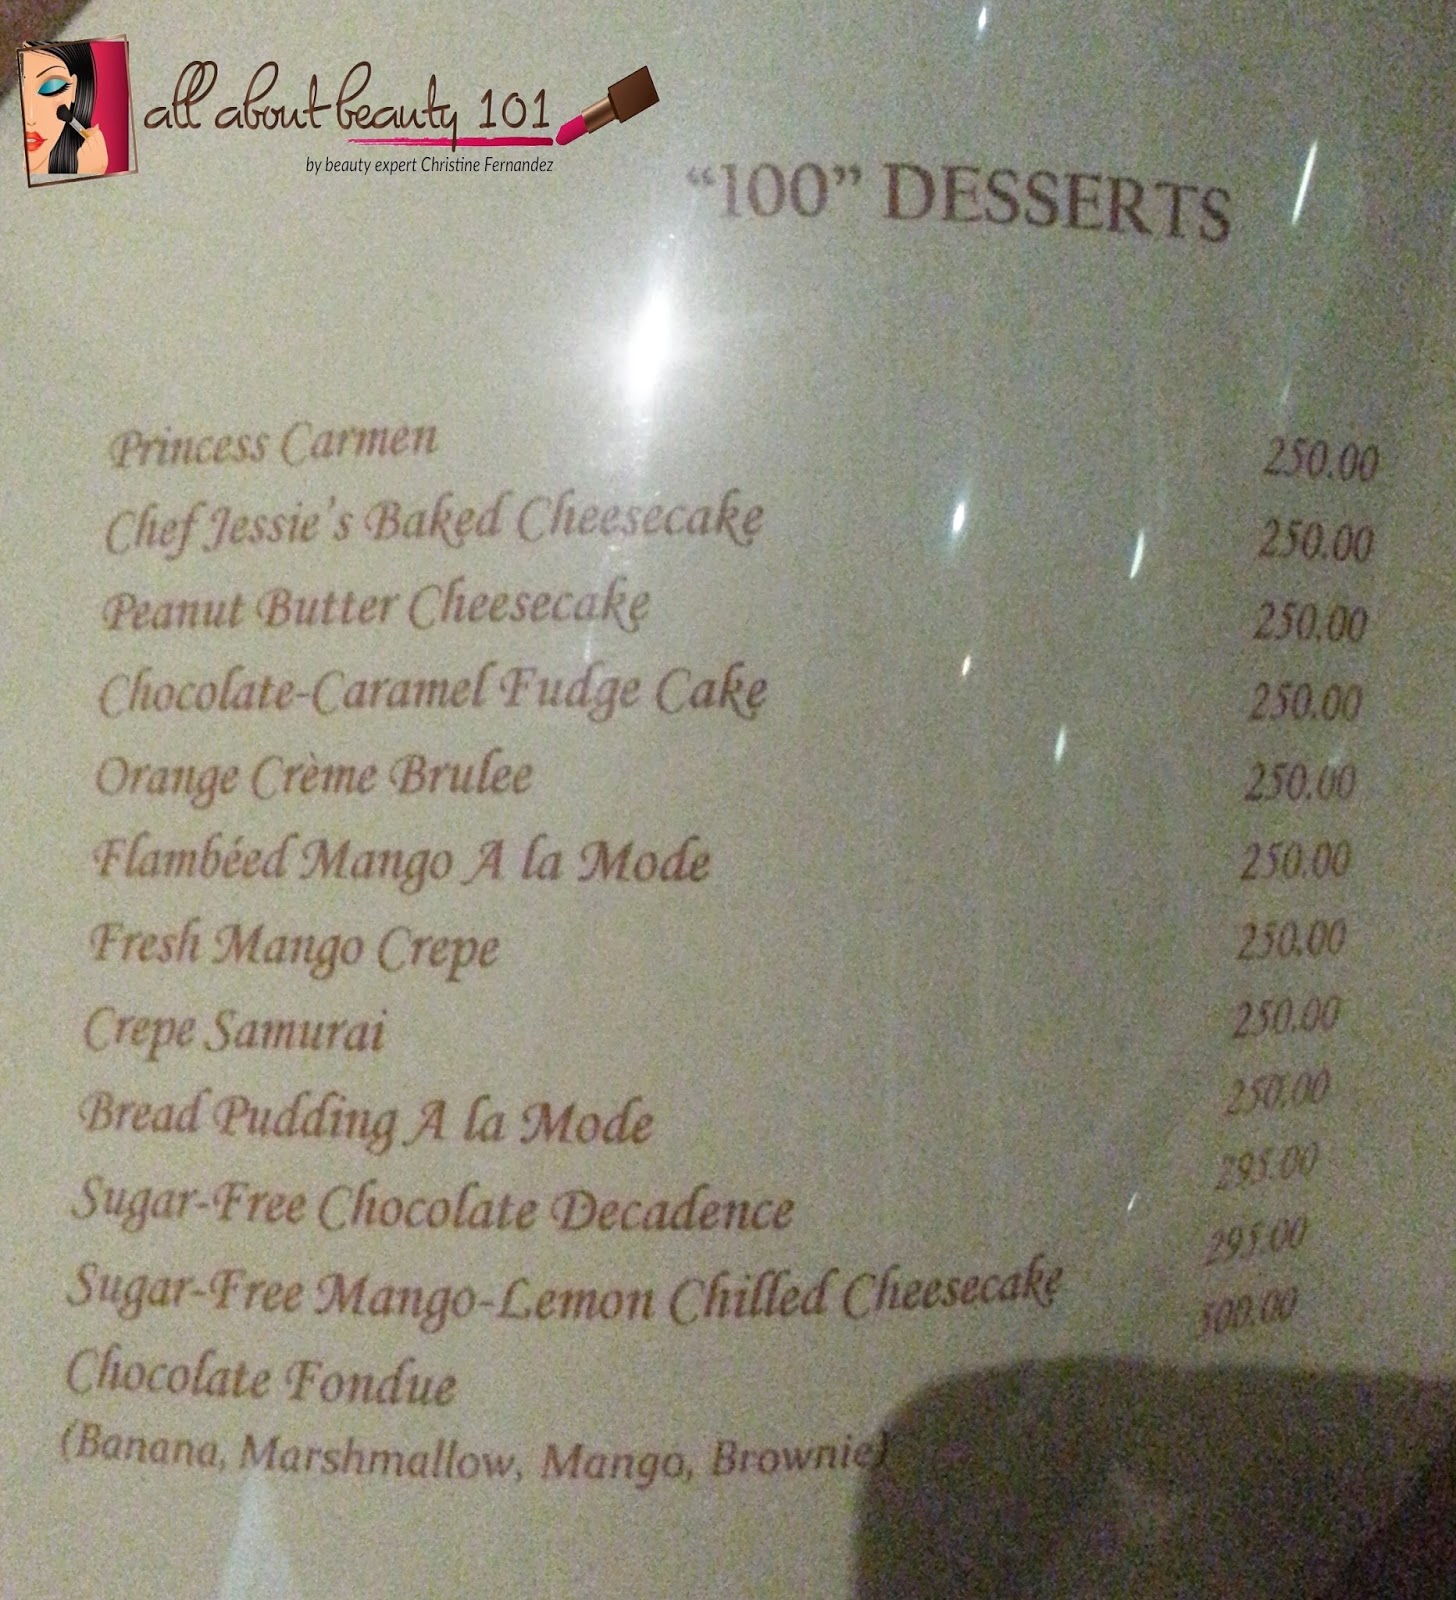 all about beauty 101
by beauty expert Christine Fernandez
“100” DESSERTS
Princess Carmen 250.00
Chef Jessie’s Baked Cheesecake 250.00
Peanut Butter Cheesecake 250.00
Chocolate-Caramel Fudge Cake 250.00
Orange Crème Brulee 250.00
Flambéed Mango A la Mode 250.00
Fresh Mango Crepe 250.00
Crepe Samurai 250.00
Bread Pudding A la Mode 250.00
Sugar-Free Chocolate Decadence 295.00
Sugar-Free Mango-Lemon Chilled Cheesecake 295.00
Chocolate Fondue 500.00
(Banana, Marshmallow, Mango, Brownie)